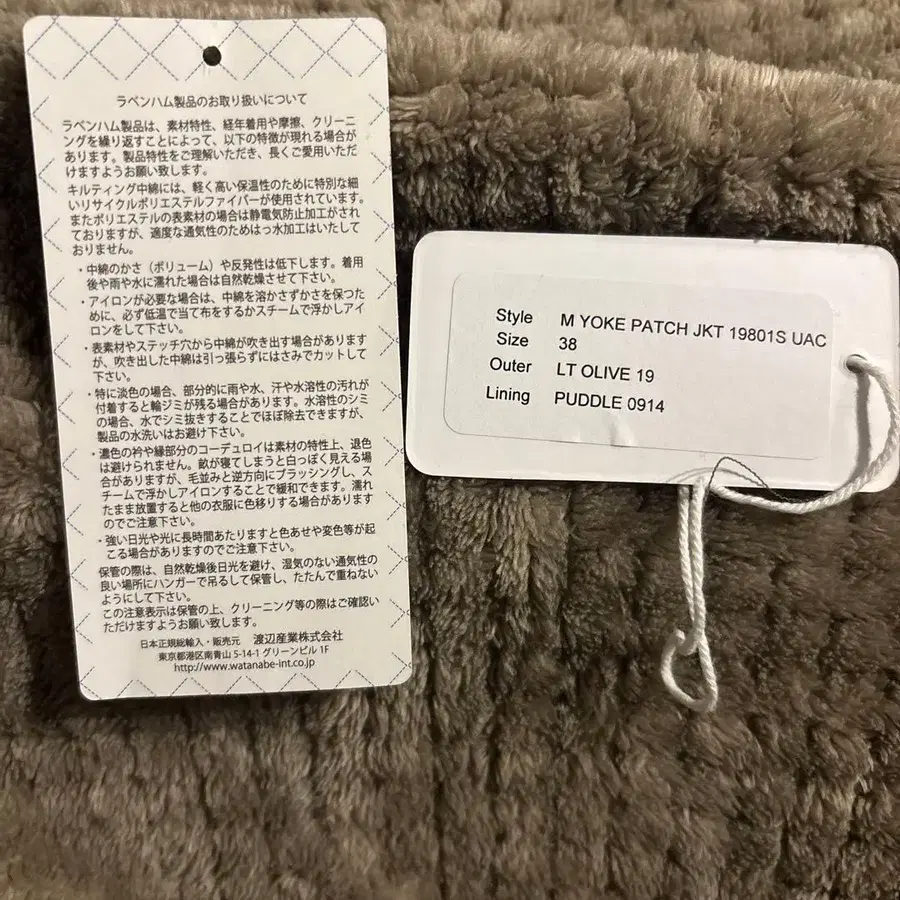 ラベンハム製品のお取り扱いについて
ラベンハム製品は、素材特性、経年着用や摩擦、クリーニ
ングを繰り返すことによって、以下の特徴が現れる場合が
あります。製品特性をご理解いただき、長くご愛用いただ
けますようお願い致します。
キルティング中綿には、軽く高い保温性のために特別な細
いリサイクルポリエステルファイバーが使用されています。
またポリエステルの表素材の場合は静電気防止加工がされ
ておりますが、適度な通気性のためはっ水加工はいたして
おりません。
・中綿のかさ（ボリューム）や反発性は低下します。着用
後や雨や水に濡れた場合は自然乾燥させて下さい。
・アイロンが必要な場合は、中綿を溶かさずかさを保つた
めに、必ず低温で当て布をするかスチームで浮かしアイ
ロンをして下さい。
・表素材やステッチ穴から中綿が吹き出す場合があります
が、吹き出した中綿は引っ張らずにはさみでカットして
下さい。
・特に淡色の場合、部分的に雨や水、汗や水溶性の汚れが
付着すると輪ジミが残る場合があります。水溶性のシミ
の場合、水でシミ抜きすることでほぼ除去できますが、
製品の水洗いはお避け下さい。
・濃色の衿や縁部分のコーデュロイは素材の特性上、退色
は避けられません。畝が寝てしまうと白っぽく見える場
合がありますが、毛並みと逆方向にブラッシングし、ス
チームで浮かしアイロンすることで緩和できます。濡れ
たまま放置すると他の衣服に色移りする場合があります
のでご注意下さい。
・強い日光や光に長時間あたりますと色あせや変色等が起
こる場合がありますのでご注意下さい。
保管の際は、自然乾燥後日光を避け、湿気のない通気性の
良い場所にハンガーで吊るして保管し、たたんで重ねない
ようにして下さい。
この注意表示は保管の上、クリーニング等の際はご確認い
ただけますようお願い致します。
日本正規総輸入・販売元 渡辺産業株式会社
東京都港区南青山 5-14-1 グリーンビル 1F
http://www.watanabe-int.co.jp
Style M YOKE PATCH JKT 19801S UAC
Size 38
Outer LT OLIVE 19
Lining PUDDLE 0914